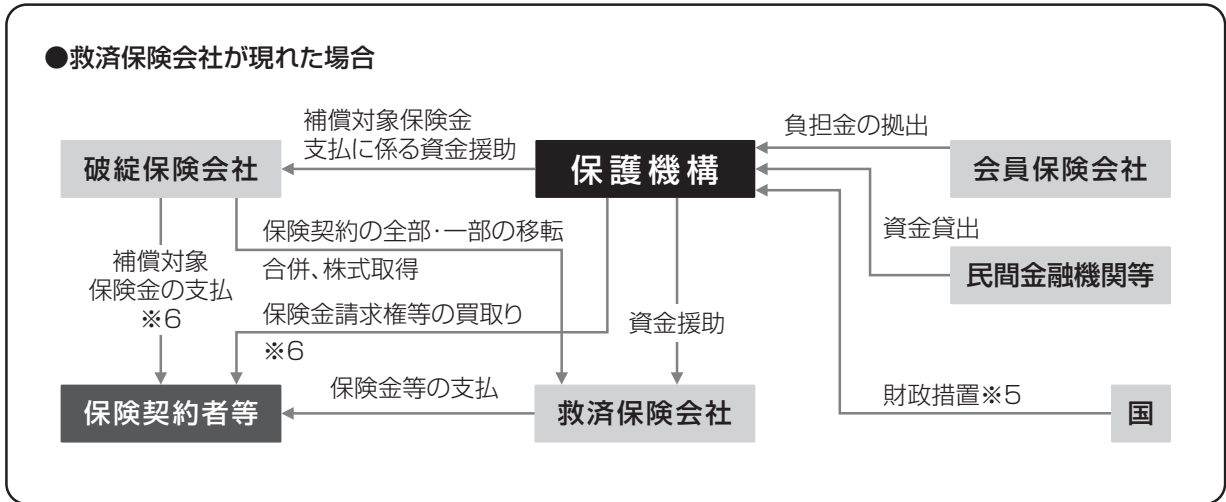 ●救済保険会社が現れた場合
補償対象保険金
支払に係る資金援助
負担金の拠出
破綻保険会社
保護機構
会員保険会社
保険契約の全部・一部の移転
合併、株式取得
資金貸出
民間金融機関等
補償対象
保険金の支払
※6
保険金請求権等の買取り
※6
資金援助
保険金等の支払
財政措置※5
保険契約者等
救済保険会社
国